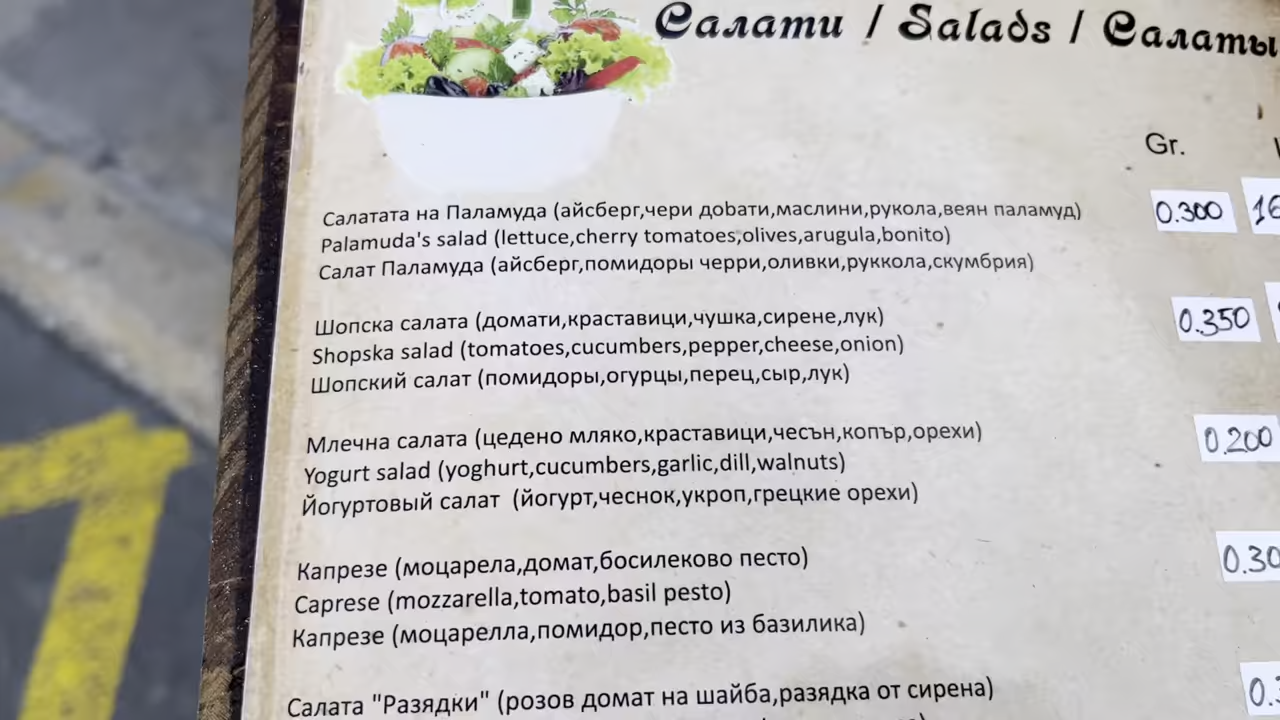 Салати / Salads / Салаты
Gr.
Салатата на Паламуда (айсберг,чери доbати,маслини,рукола,веян паламуд) 0.300 16
Palamuda's salad (lettuce,cherry tomatoes,olives,arugula,bonito)
Салат Паламуда (айсберг,помидоры черри,оливки,руккола,скумбрия)
Шопска салата (домати,краставици,чушка,сирене,лук) 0.350
Shopska salad (tomatoes,cucumbers,pepper,cheese,onion)
Шопский салат (помидоры,огурцы,перец,сыр,лук)
Млечна салата (цедено мляко,краставици,чесън,копър,орехи) 0.200
Yogurt salad (yoghurt,cucumbers,garlic,dill,walnuts)
Йогуртовый салат (йогурт,чеснок,укроп,грецкие орехи)
Капрезе (моцарела,домат,босилеково песто) 0.30
Caprese (mozzarella,tomato,basil pesto)
Капрезе (моцарелла,помидор,песто из базилика)
Салата "Разядки" (розов домат на шайба,разядка от сирена)